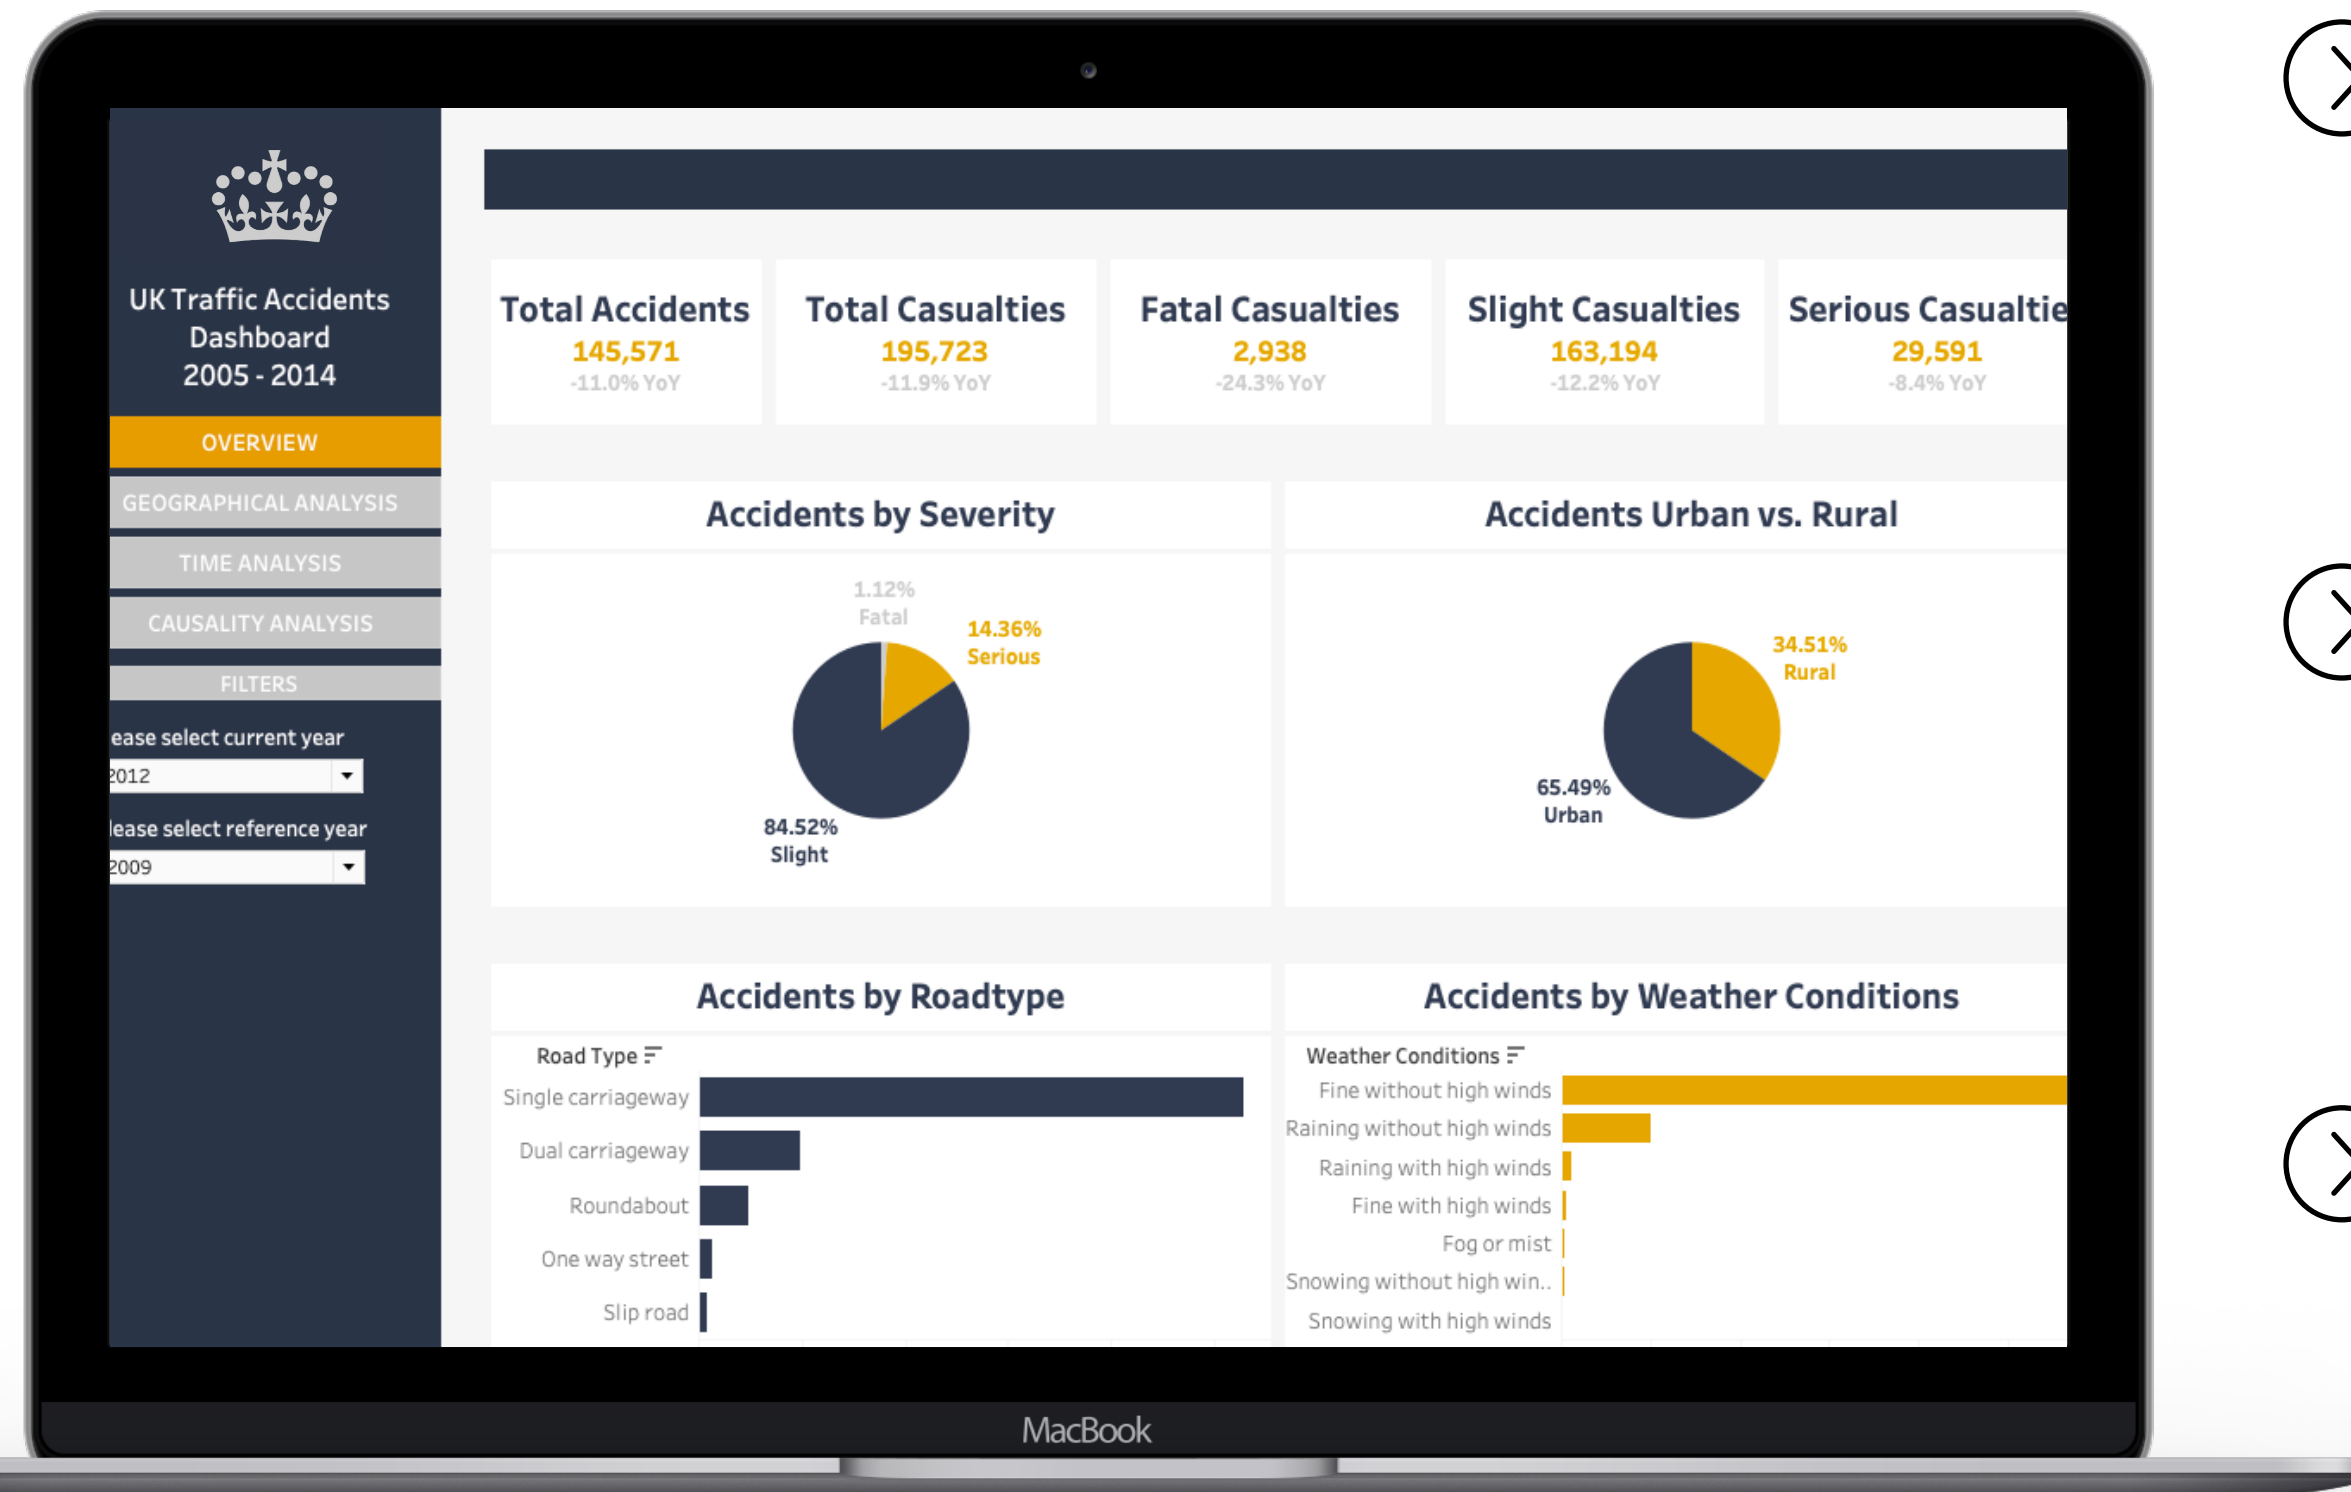 UK Traffic Accidents
Dashboard
2005 - 2014
OVERVIEW
GEOGRAPHICAL ANALYSIS
TIME ANALYSIS
CAUSALITY ANALYSIS
FILTERS
ease select current year
2012
lease select reference year
2009
Total Accidents
145,571
-11.0% YoY
Total Casualties
195,723
-11.9% YoY
Fatal Casualties
2,938
-24.3% YoY
Slight Casualties
163,194
-12.2% YoY
Serious Casualtie
29,591
-8.4% YoY
Accidents by Severity
1.12%
Fatal
14.36%
Serious
84.52%
Slight
Accidents Urban vs. Rural
34.51%
Rural
65.49%
Urban
Accidents by Roadtype
Road Type
Single carriageway
Dual carriageway
Roundabout
One way street
Slip road
Accidents by Weather Conditions
Weather Conditions
Fine without high winds
Raining without high winds
Raining with high winds
Fine with high winds
Fog or mist
Snowing without high win..
Snowing with high winds
MacBook